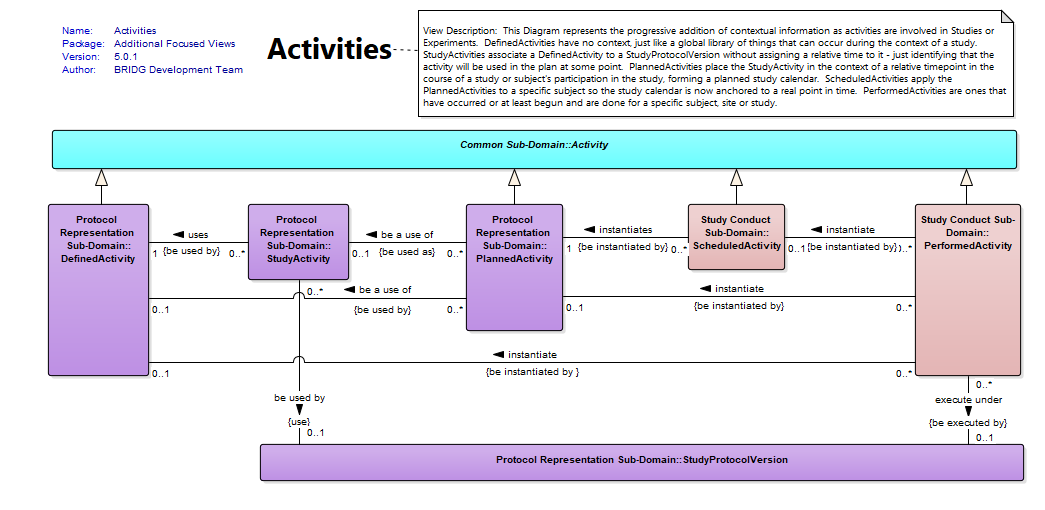 Name: Activities
Package: Additional Focused Views
Version: 5.0.1
Author: BRIDG Development Team
Activities
View Description: This Diagram represents the progressive addition of contextual information as activities are involved in Studies or
Experiments. DefinedActivities have no context, just like a global library of things that can occur during the context of a study.
StudyActivities associate a DefinedActivity to a StudyProtocolVersion without assigning a relative time to it - just identifying that the
activity will be used in the plan at some point. PlannedActivities place the StudyActivity in the context of a relative timepoint in the
course of a study or subject's participation in the study, forming a planned study calendar. ScheduledActivities apply the
PlannedActivities to a specific subject so the study calendar is now anchored to a real point in time. PerformedActivities are ones that
have occurred or at least begun and are done for a specific subject, site or study.
Common Sub-Domain::Activity
Protocol
Representation
Sub-Domain::
DefinedActivity
Protocol
Representation
Sub-Domain::
StudyActivity
Protocol
Representation
Sub-Domain::
PlannedActivity
Study Conduct
Sub-Domain::
ScheduledActivity
Study Conduct Sub-
Domain::
PerformedActivity
uses
1 {be used by} 0..*
be a use of
0..1 {be used as} 0..*
instantiates
1 {be instantiated by} 0..*
instantiate
0..1 {be instantiated by} 0..*
0..*
be a use of
0..1 {be used by} 0..*
instantiate
0..1 {be instantiated by} 0..*
instantiate
0..1 {be instantiated by } 0..*
be used by
{use}
0..1
0..*
execute under
{be executed by}
0..1
Protocol Representation Sub-Domain::StudyProtocolVersion